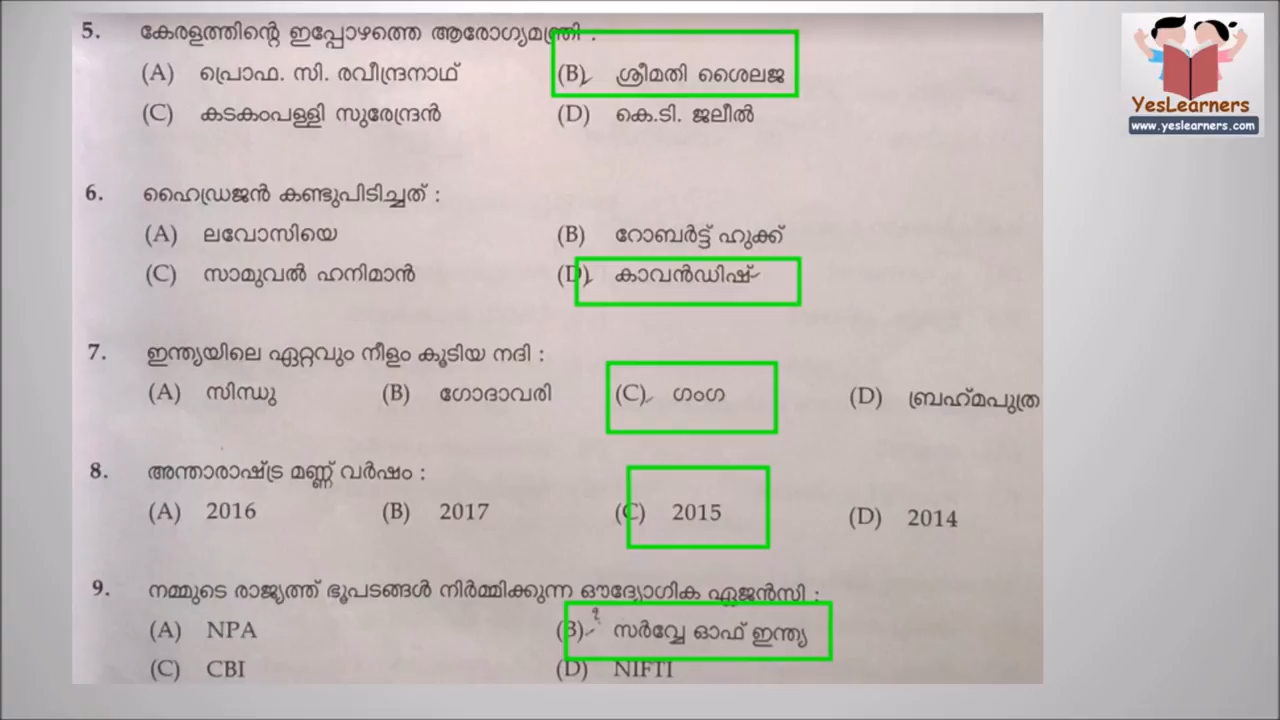 5. കേരളത്തിന്റെ ഇപ്പോഴത്തെ ആരോഗ്യമന്ത്രി :
(A) പ്രൊഫ. സി. രവീന്ദ്രനാഥ് (B) ശ്രീമതി ശൈലജ
(C) കടകംപള്ളി സുരേന്ദ്രൻ (D) കെ.ടി. ജലീൽ
6. ഹൈഡ്രജൻ കണ്ടുപിടിച്ചത് :
(A) ലവോസിയെ (B) റോബർട്ട് ഹുക്ക്
(C) സാമുവൽ ഹനിമാൻ (D) കാവൻഡിഷ്
7. ഇന്ത്യയിലെ ഏറ്റവും നീളം കൂടിയ നദി :
(A) സിന്ധു (B) ഗോദാവരി (C) ഗംഗ (D) ബ്രഹ്മപുത്ര
8. അന്താരാഷ്ട്ര മണ്ണ് വർഷം :
(A) 2016 (B) 2017 (C) 2015 (D) 2014
9. നമ്മുടെ രാജ്യത്ത് ഭൂപടങ്ങൾ നിർമ്മിക്കുന്ന ഔദ്യോഗിക ഏജൻസി :
(A) NPA (B) സർവ്വേ ഓഫ് ഇന്ത്യ
(C) CBI (D) NIFTI
YesLearners
www.yeslearners.com